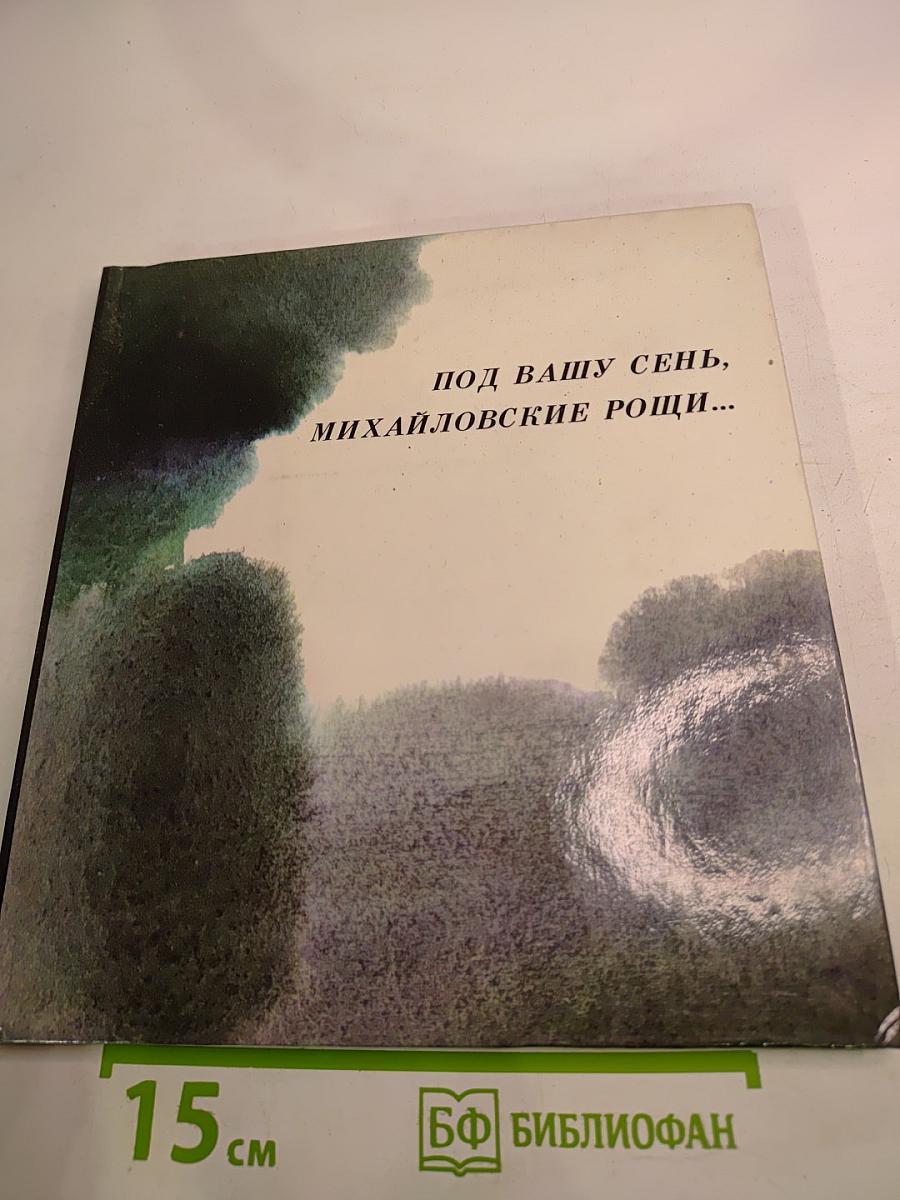 ПОД ВАШУ СЕНЬ,
МИХАЙЛОВСКИЕ РОЩИ...
15 см
БФ БИБЛИОФАН